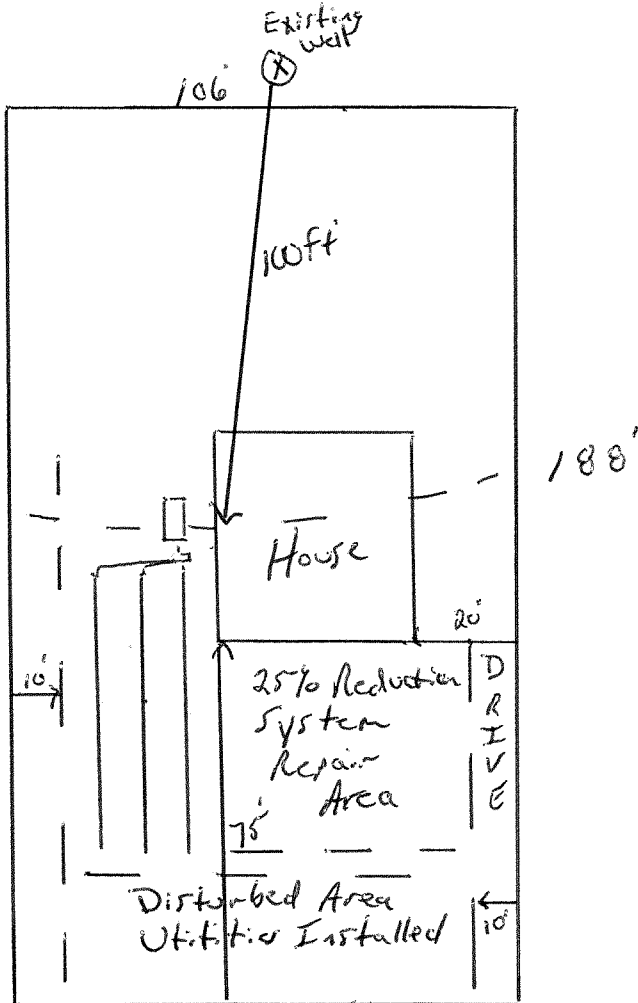 Existing
Well
106'
100ft'
188'
House
20'
10'
25% Reduction
System
Repair
Area
DRIVE
75'
Disturbed Area
Utilities Installed
10'